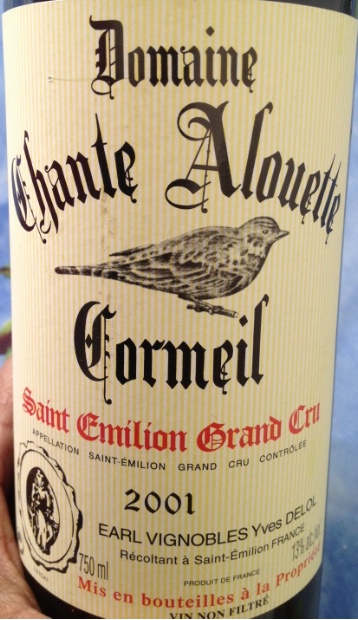 Domaine
Chante Alouette
Cormeil
Saint Emilion Grand Cru
APPELLATION SAINT-ÉMILION GRAND CRU CONTRÔLÉE
2001
EARL VIGNOBLES Yves DELOL
Récoltant à Saint-Émilion FRANCE
750 ml
13% alc./vol.
PRODUIT DE FRANCE
Mis en bouteilles à la Propriété
VIN NON FILTRÉ